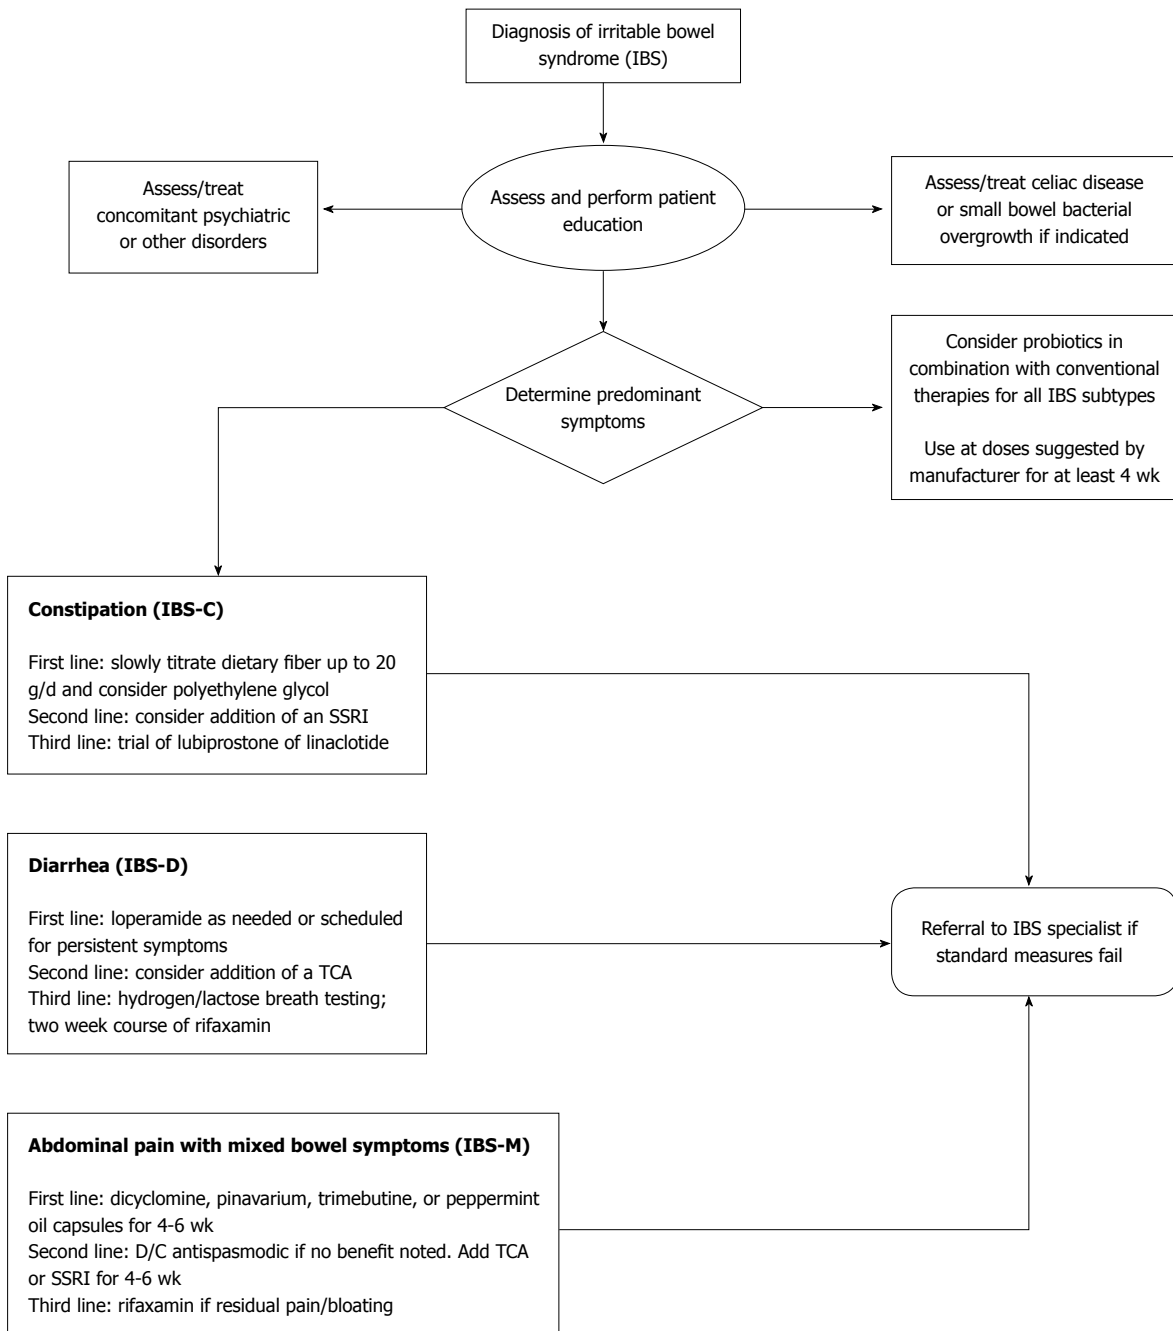 Diagnosis of irritable bowel
syndrome (IBS)
Assess/treat
concomitant psychiatric
or other disorders
Assess and perform patient
education
Assess/treat celiac disease
or small bowel bacterial
overgrowth if indicated
Determine predominant
symptoms
Consider probiotics in
combination with conventional
therapies for all IBS subtypes
Use at doses suggested by
manufacturer for at least 4 wk
Constipation (IBS-C)
First line: slowly titrate dietary fiber up to 20
g/d and consider polyethylene glycol
Second line: consider addition of an SSRI
Third line: trial of lubiprostone of linaclotide
Diarrhea (IBS-D)
First line: loperamide as needed or scheduled
for persistent symptoms
Second line: consider addition of a TCA
Third line: hydrogen/lactose breath testing;
two week course of rifaxamin
Referral to IBS specialist if
standard measures fail
Abdominal pain with mixed bowel symptoms (IBS-M)
First line: dicyclomine, pinavarium, trimebutine, or peppermint
oil capsules for 4-6 wk
Second line: D/C antispasmodic if no benefit noted. Add TCA
or SSRI for 4-6 wk
Third line: rifaxamin if residual pain/bloating